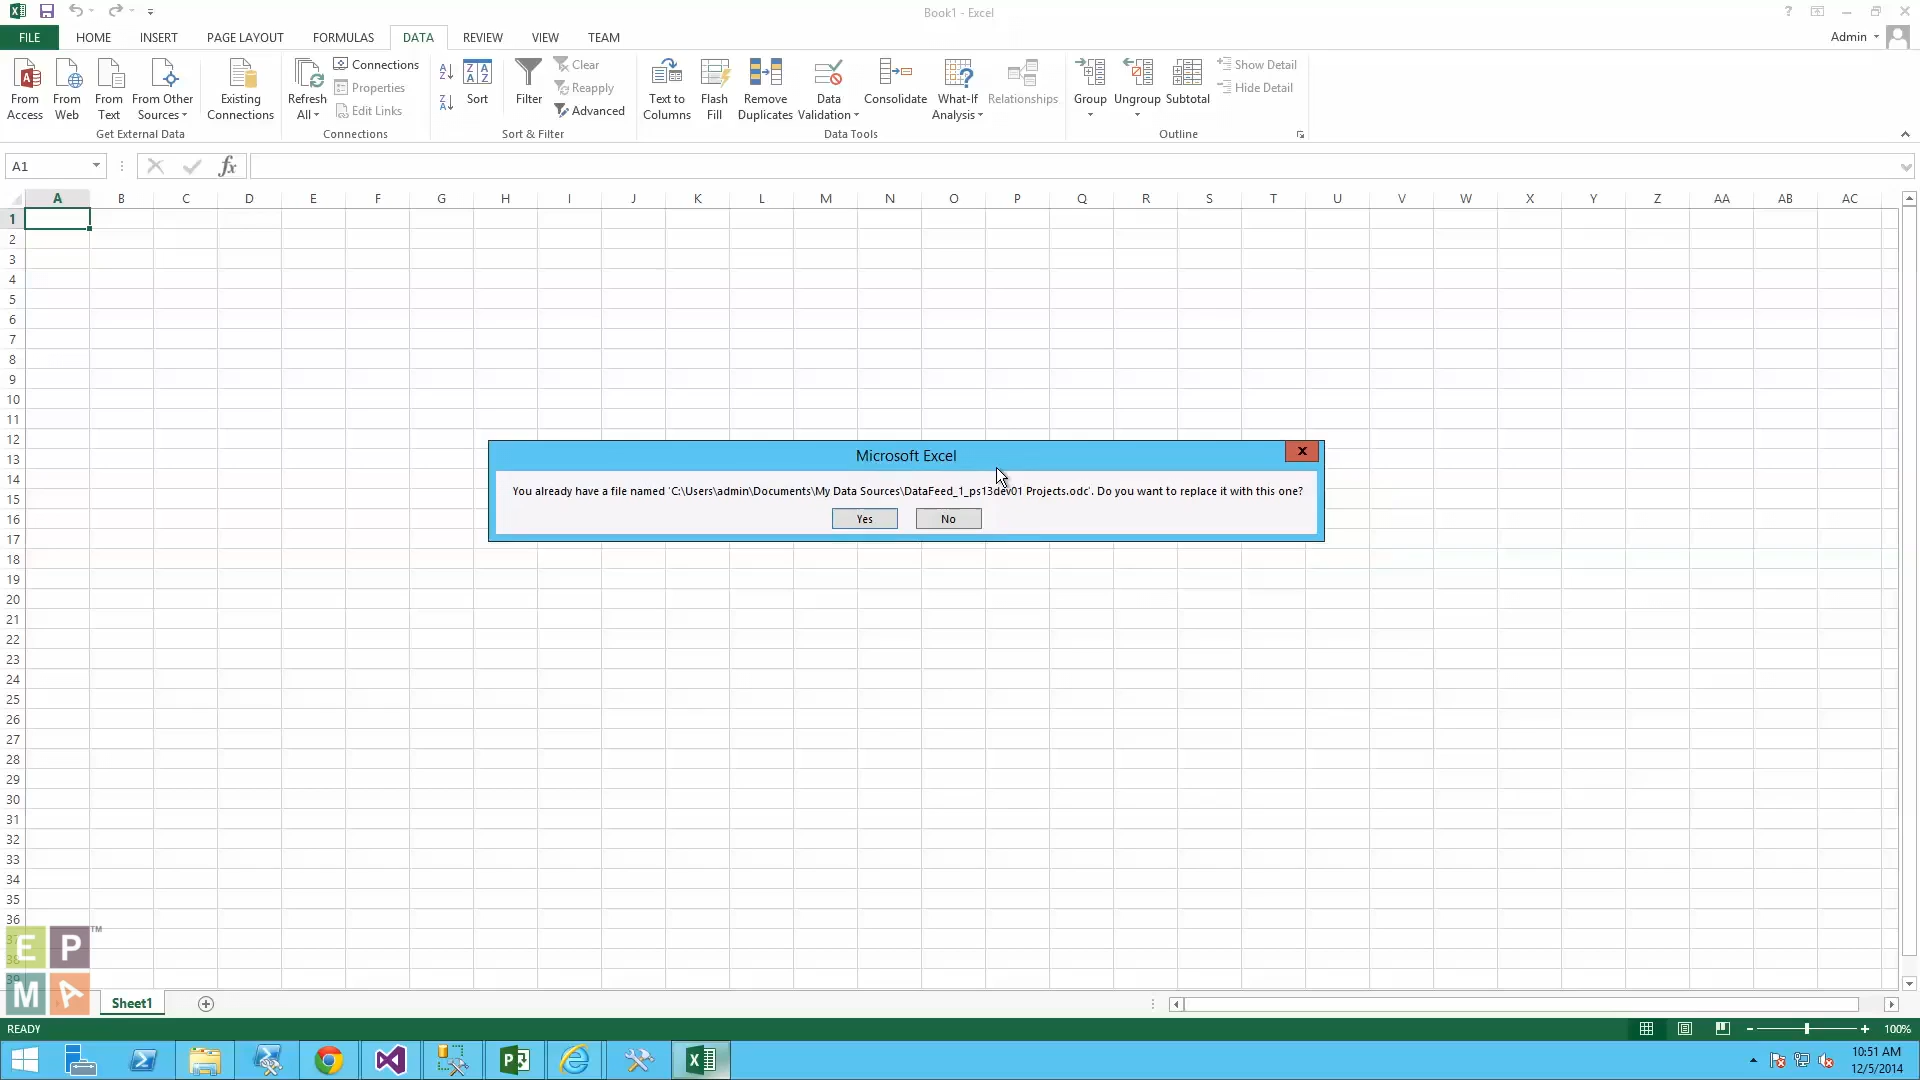 Book1 - Excel
FILE HOME INSERT PAGE LAYOUT FORMULAS DATA REVIEW VIEW TEAM
Admin
From Access
From Web
From Text
From Other Sources
Existing Connections
Get External Data
Refresh All
Connections
Properties
Edit Links
Connections
Sort
Filter
Clear
Reapply
Advanced
Sort & Filter
Text to Columns
Flash Fill
Remove Duplicates
Data Validation
Consolidate
What-If Analysis
Relationships
Data Tools
Group
Ungroup
Subtotal
Show Detail
Hide Detail
Outline
A1
fx
A B C D E F G H I J K L M N O P Q R S T U V W X Y Z AA AB AC
1
2
3
4
5
6
7
8
9
10
11
12
13
14
15
16
17
18
19
20
21
22
23
24
25
26
27
28
29
30
31
32
33
34
35
36
37
38
39
Microsoft Excel
You already have a file named 'C:\Users\admin\Documents\My Data Sources\DataFeed_1_ps13dev01 Projects.odc'. Do you want to replace it with this one?
Yes No
EP™
MA
Sheet1
READY
100%
10:51 AM
12/5/2014